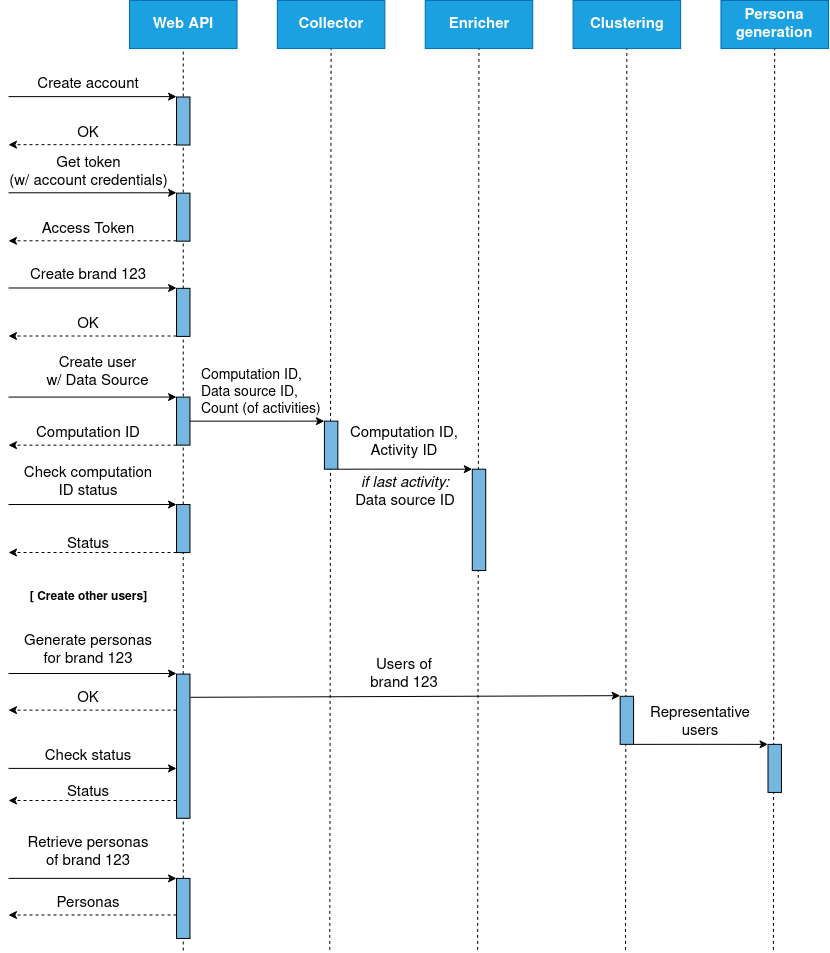 Web API
Collector
Enricher
Clustering
Persona
generation
Create account
OK
Get token
(w/ account credentials)
Access Token
Create brand 123
OK
Create user
w/ Data Source
Computation ID,
Data source ID,
Count (of activities)
Computation ID
Computation ID,
Activity ID
if last activity:
Data source ID
Check computation
ID status
Status
[ Create other users]
Generate personas
for brand 123
Users of
brand 123
OK
Representative
users
Check status
Status
Retrieve personas
of brand 123
Personas